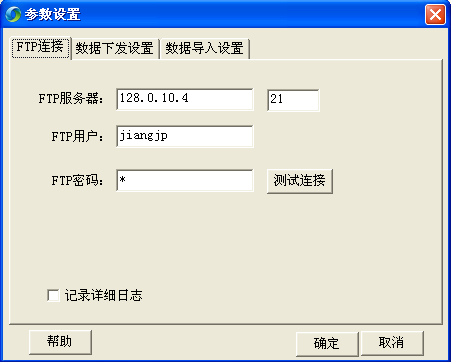 参数设置
FTP连接 数据下发设置 数据导入设置
FTP服务器: 128.0.10.4 21
FTP用户: jiangjp
FTP密码: * 测试连接
记录详细日志
帮助 确定 取消